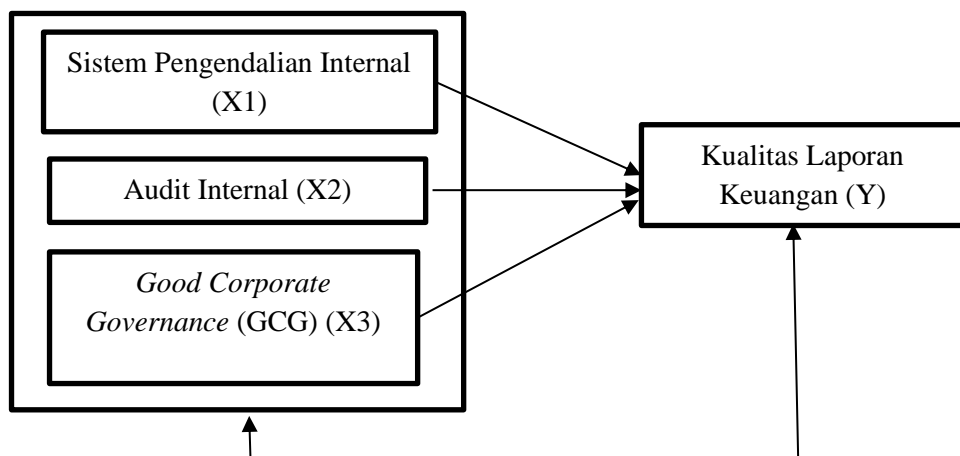 Sistem Pengendalian Internal
(X1)
Audit Internal (X2)
Good Corporate
Governance (GCG) (X3)
Kualitas Laporan
Keuangan (Y)